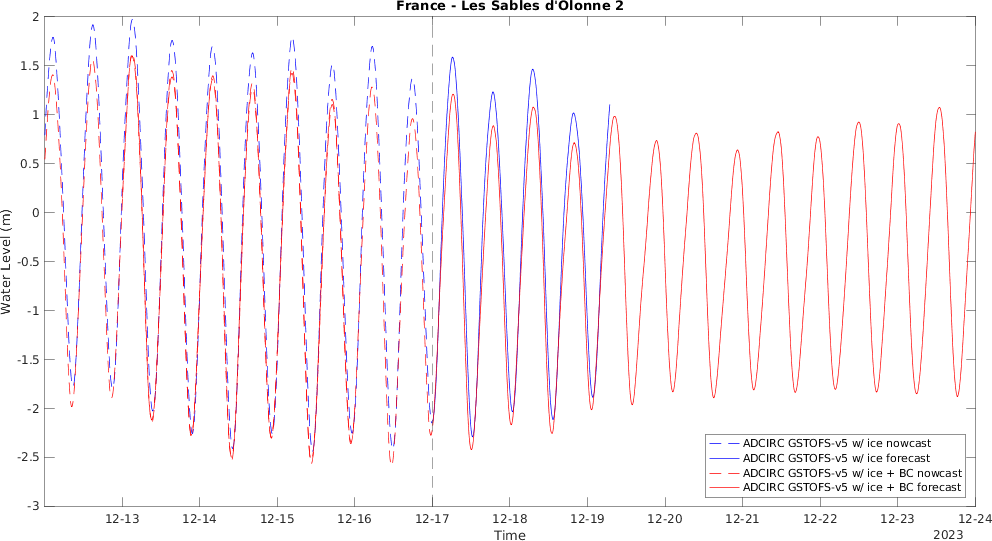 France - Les Sables d'Olonne 2
2
1.5
1
0.5
0
-0.5
-1
-1.5
-2
-2.5
-3
Water Level (m)
ADCIRC GSTOFS-v5 w/ ice nowcast
ADCIRC GSTOFS-v5 w/ ice forecast
ADCIRC GSTOFS-v5 w/ ice + BC nowcast
ADCIRC GSTOFS-v5 w/ ice + BC forecast
12-13 12-14 12-15 12-16 12-17 12-18 12-19 12-20 12-21 12-22 12-23 12-24
Time
2023